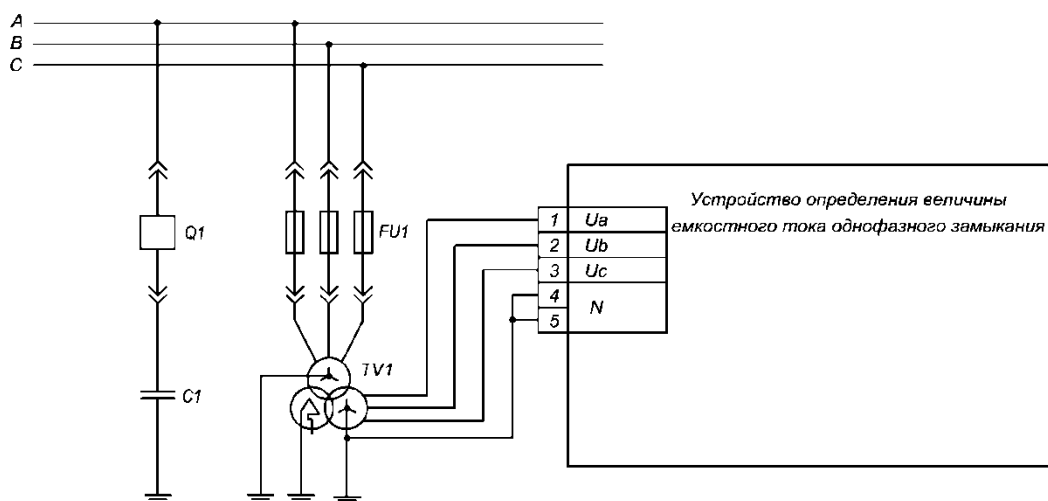 A
B
C
Q1
FU1
C1
TV1
Устройство определения величины
емкостного тока однофазного замыкания
1 Ua
2 Ub
3 Uc
4
N
5